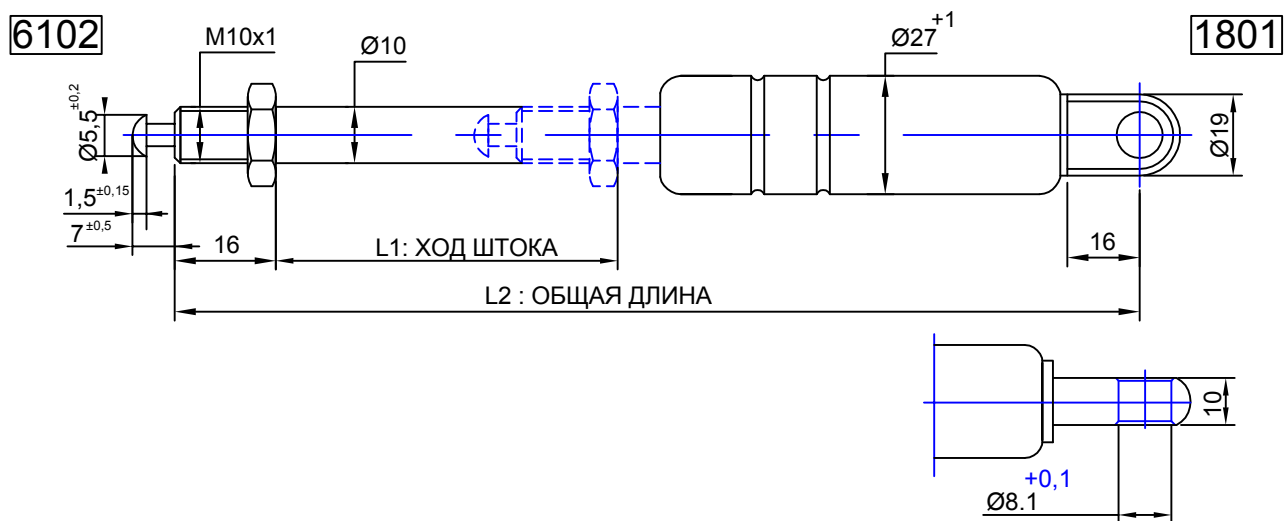 6102
M10x1
Ø10
Ø27 +1
1801
Ø5,5 ±0,2
Ø19
1,5 ±0,15
7 ±0,5
16
L1: ХОД ШТОКА
16
L2 : ОБЩАЯ ДЛИНА
10
+0,1
Ø8.1